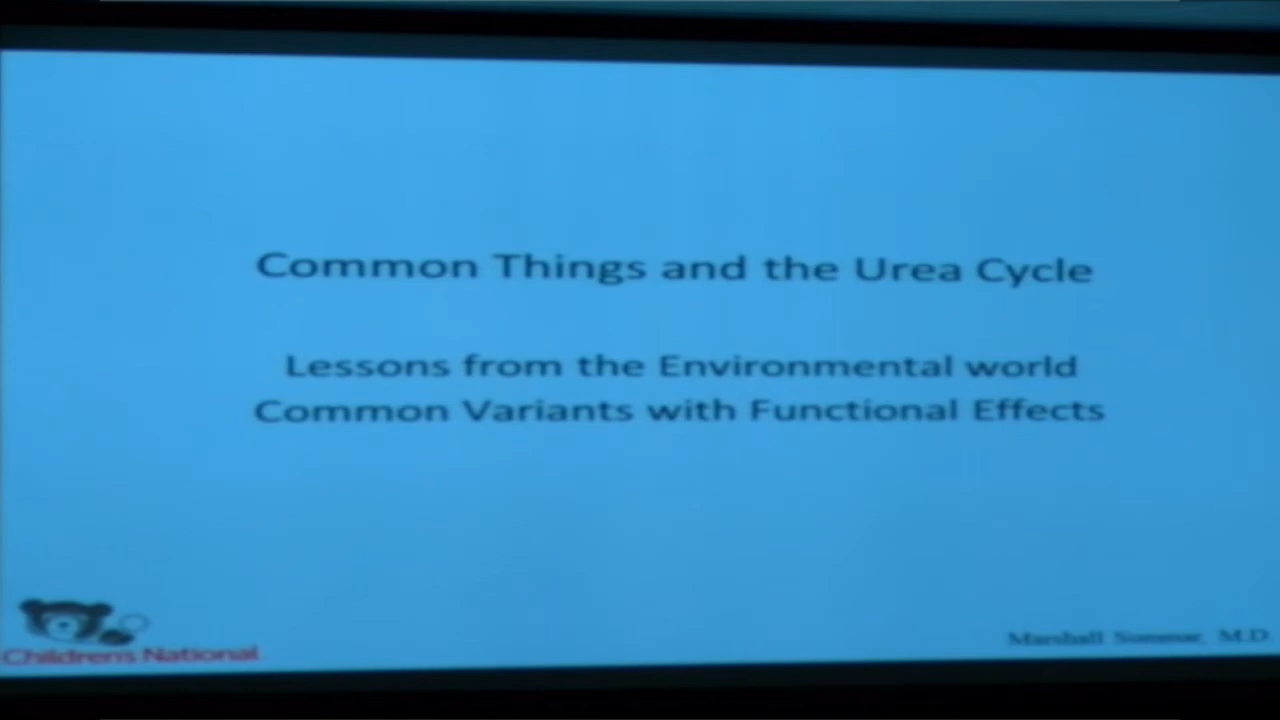 Common Things and the Urea Cycle
Lessons from the Environmental world
Common Variants with Functional Effects
Children's National
Marshall Summar, M.D